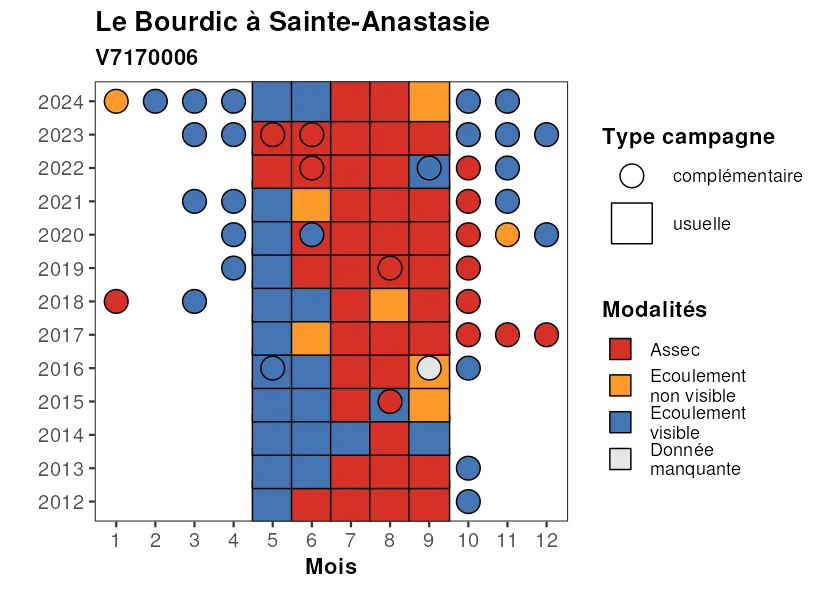 Le Bourdic à Sainte-Anastasie
V7170006
2024
2023
2022
2021
2020
2019
2018
2017
2016
2015
2014
2013
2012
1 2 3 4 5 6 7 8 9 10 11 12
Mois
Type campagne
complémentaire
usuelle
Modalités
Assec
Ecoulement
non visible
Ecoulement
visible
Donnée
manquante